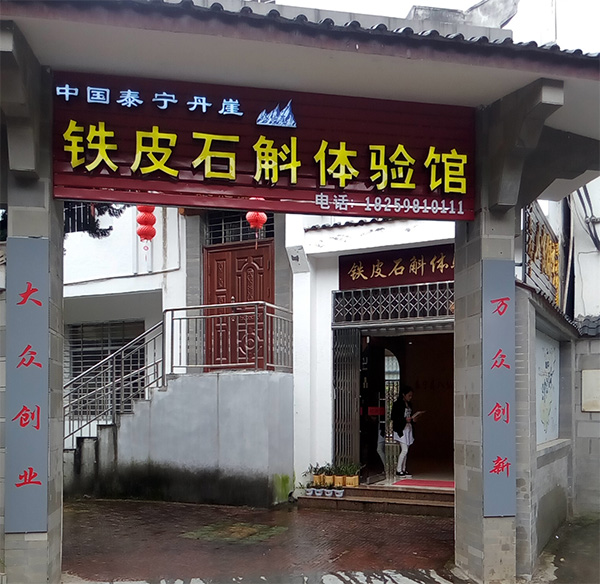 中国泰宁丹崖
铁皮石斛体验馆
电话：18259810111
铁皮石斛体
大众创业
万众创新